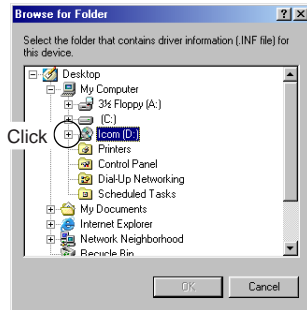 Browse for Folder
Select the folder that contains driver information (.INF file) for
this device.
Desktop
My Computer
3½ Floppy (A:)
(C:)
Click
Icom (D:)
Printers
Control Panel
Dial-Up Networking
Scheduled Tasks
My Documents
Internet Explorer
Network Neighborhood
Recycle Bin
OK
Cancel